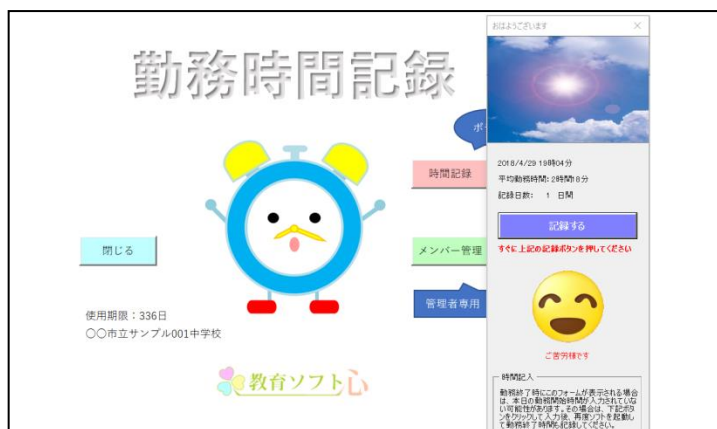 勤務時間記録
ポ
時間記録
閉じる
メンバー管理
管理者専用
使用期限：336日
〇〇市立サンプル001中学校
教育ソフト心
おはようございます
2018/4/29 19時04分
平均勤務時間: 2時間18分
記録日数: 1 日間
記録する
すぐに上記の記録ボタンを押してください
ご苦労様です
時間記入
勤務終了時にこのフォームが表示される場合
は、本日の勤務開始時間が入力されていな
い可能性があります。その場合は、下記ボタ
ンをクリックして入力後、再度ソフトを起動し
て勤務終了時間も記録してください。